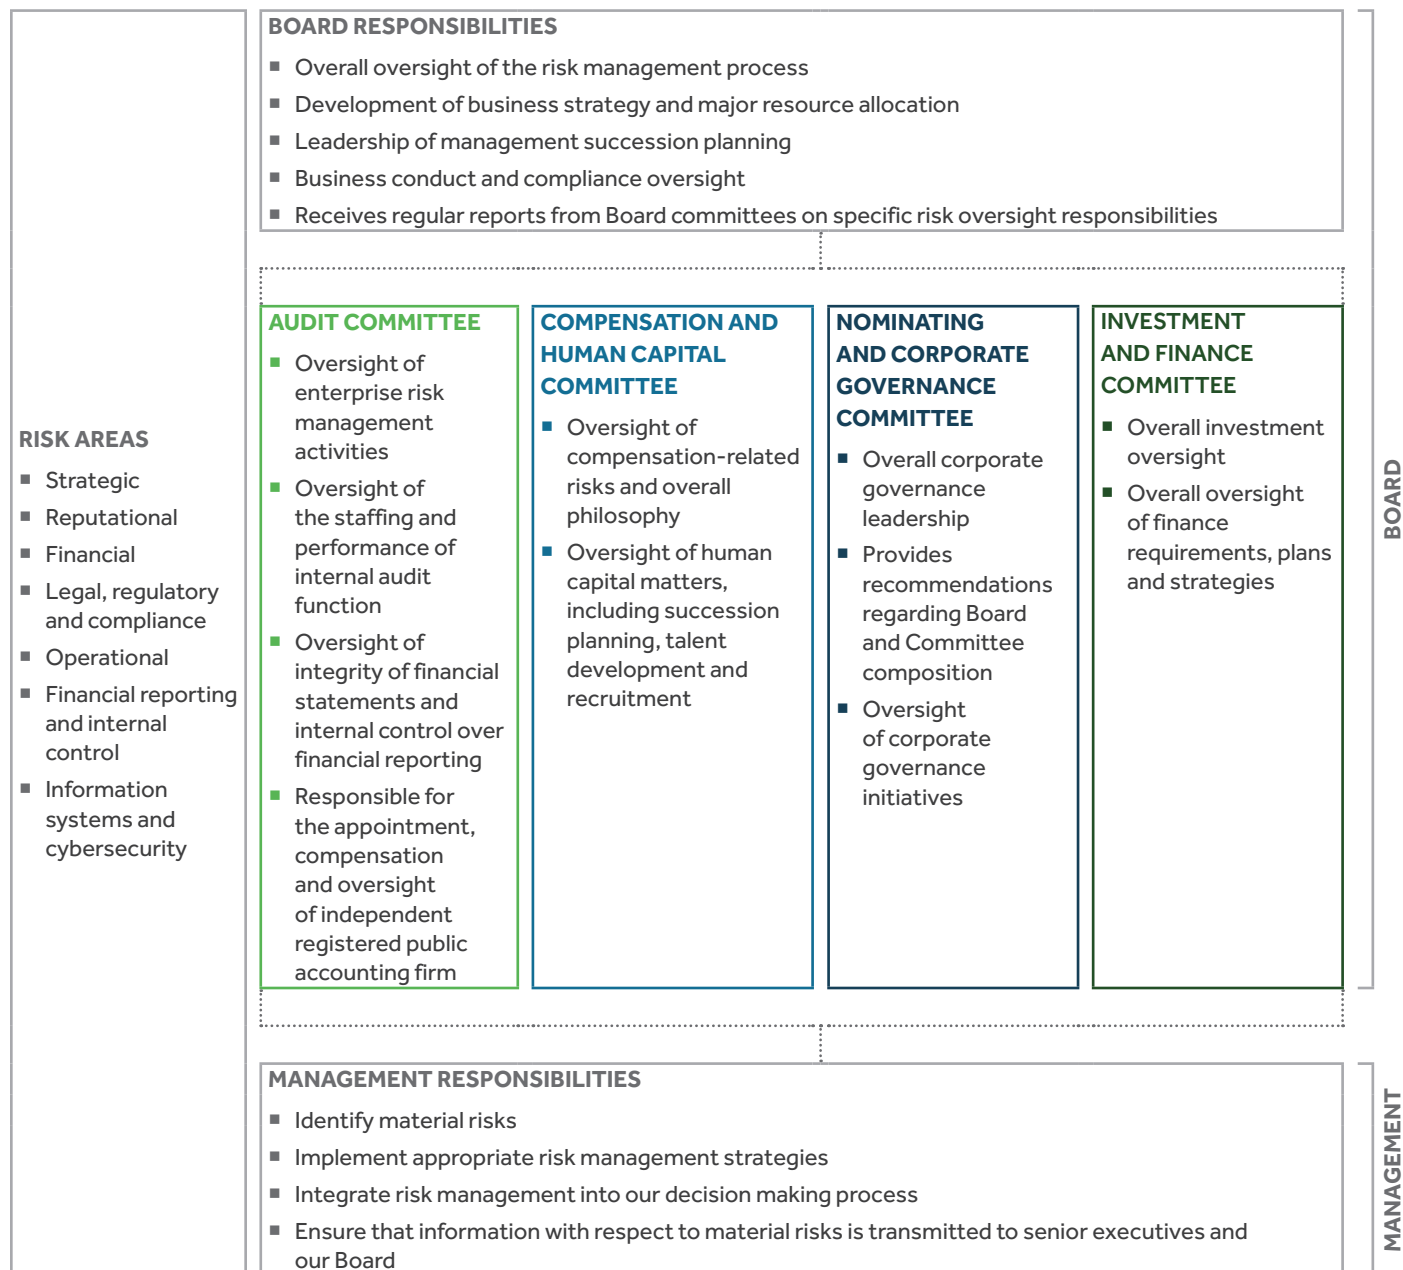 BOARD RESPONSIBILITIES
Overall oversight of the risk management process
Development of business strategy and major resource allocation
Leadership of management succession planning
Business conduct and compliance oversight
Receives regular reports from Board committees on specific risk oversight responsibilities
RISK AREAS
Strategic
Reputational
Financial
Legal, regulatory
and compliance
Operational
Financial reporting
and internal
control
Information
systems and
cybersecurity
AUDIT COMMITTEE
Oversight of
enterprise risk
management
activities
Oversight of
the staffing and
performance of
internal audit
function
Oversight of
integrity of financial
statements and
internal control over
financial reporting
Responsible for
the appointment,
compensation
and oversight
of independent
registered public
accounting firm
COMPENSATION AND
HUMAN CAPITAL
COMMITTEE
Oversight of
compensation-related
risks and overall
philosophy
Oversight of human
capital matters,
including succession
planning, talent
development and
recruitment
NOMINATING
AND CORPORATE
GOVERNANCE
COMMITTEE
Overall corporate
governance
leadership
Provides
recommendations
regarding Board
and Committee
composition
Oversight
of corporate
governance
initiatives
INVESTMENT
AND FINANCE
COMMITTEE
Overall investment
oversight
Overall oversight
of finance
requirements, plans
and strategies
BOARD
MANAGEMENT RESPONSIBILITIES
Identify material risks
Implement appropriate risk management strategies
Integrate risk management into our decision making process
Ensure that information with respect to material risks is transmitted to senior executives and
our Board
MANAGEMENT